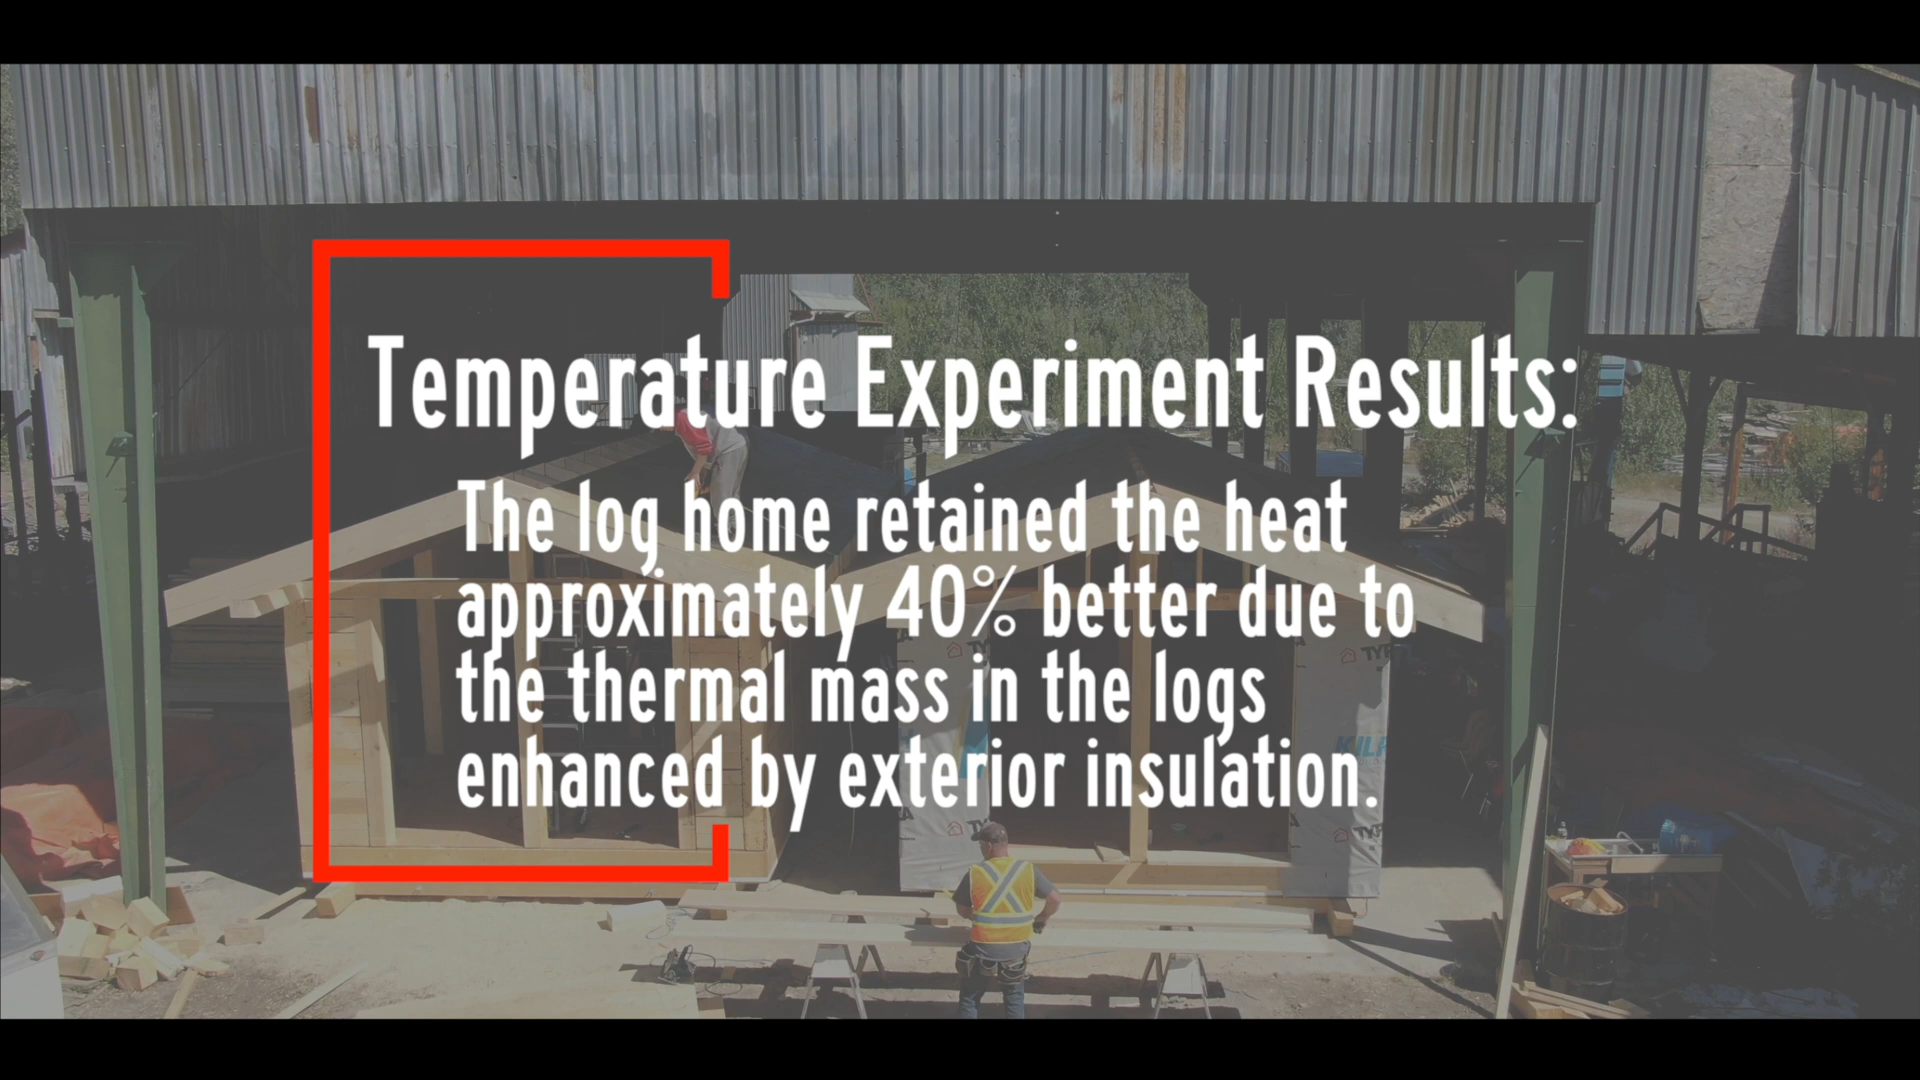 Temperature Experiment Results:
The log home retained the heat
approximately 40% better due to
the thermal mass in the logs
enhanced by exterior insulation.